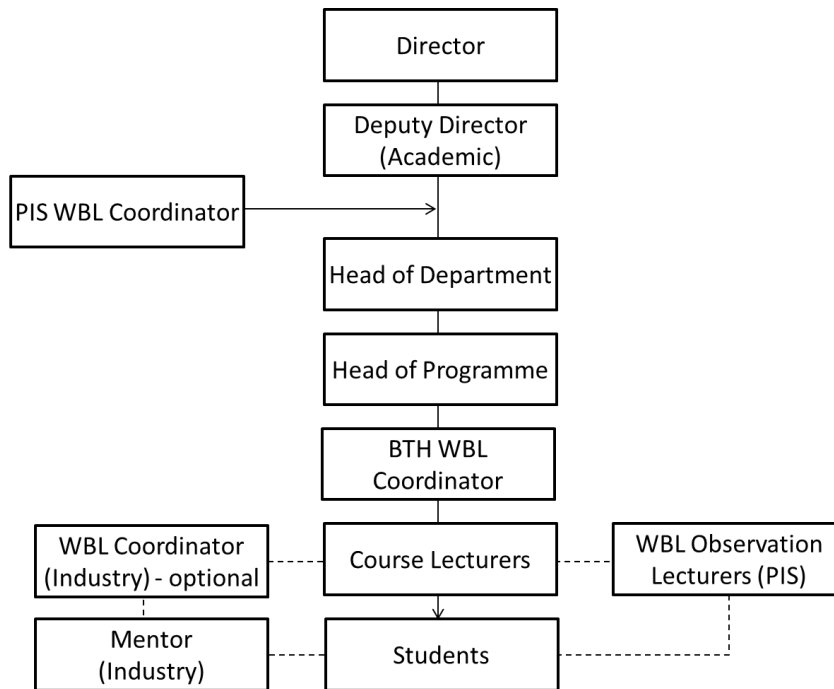 Director
Deputy Director
(Academic)
PIS WBL Coordinator
Head of Department
Head of Programme
BTH WBL
Coordinator
WBL Coordinator
(Industry) - optional
Course Lecturers
WBL Observation
Lecturers (PIS)
Mentor
(Industry)
Students